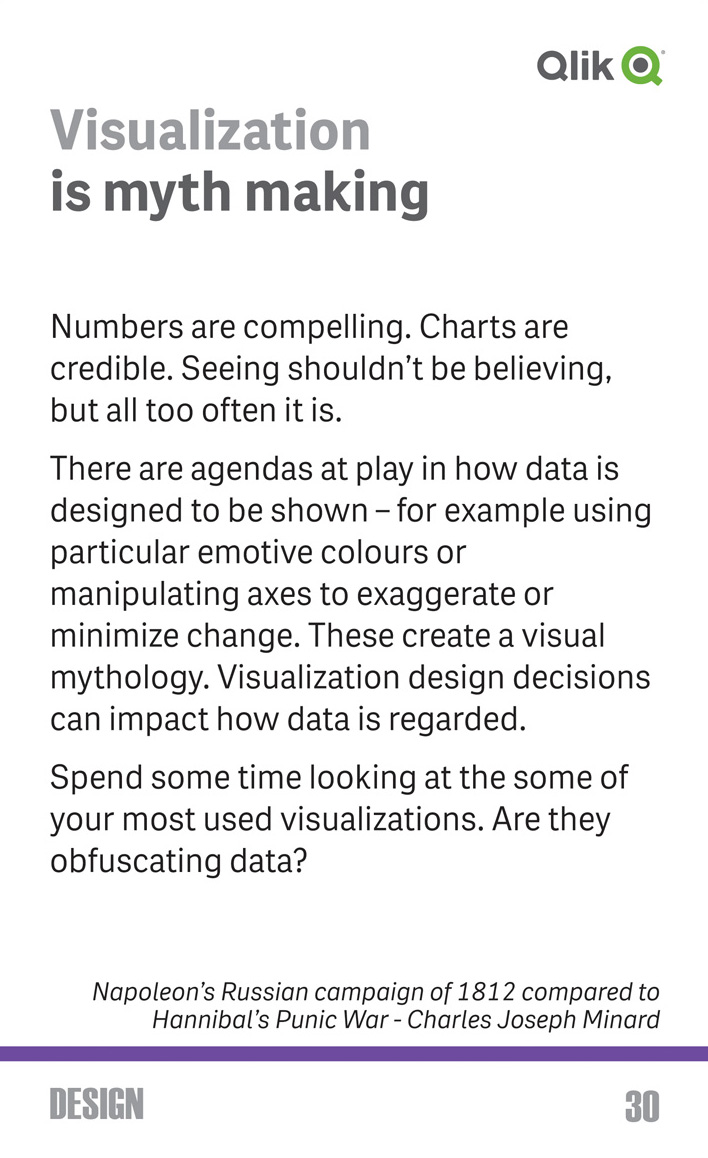 Qlik
Visualization
is myth making
Numbers are compelling. Charts are
credible. Seeing shouldn’t be believing,
but all too often it is.
There are agendas at play in how data is
designed to be shown – for example using
particular emotive colours or
manipulating axes to exaggerate or
minimize change. These create a visual
mythology. Visualization design decisions
can impact how data is regarded.
Spend some time looking at the some of
your most used visualizations. Are they
obfuscating data?
Napoleon’s Russian campaign of 1812 compared to
Hannibal’s Punic War - Charles Joseph Minard
DESIGN 30